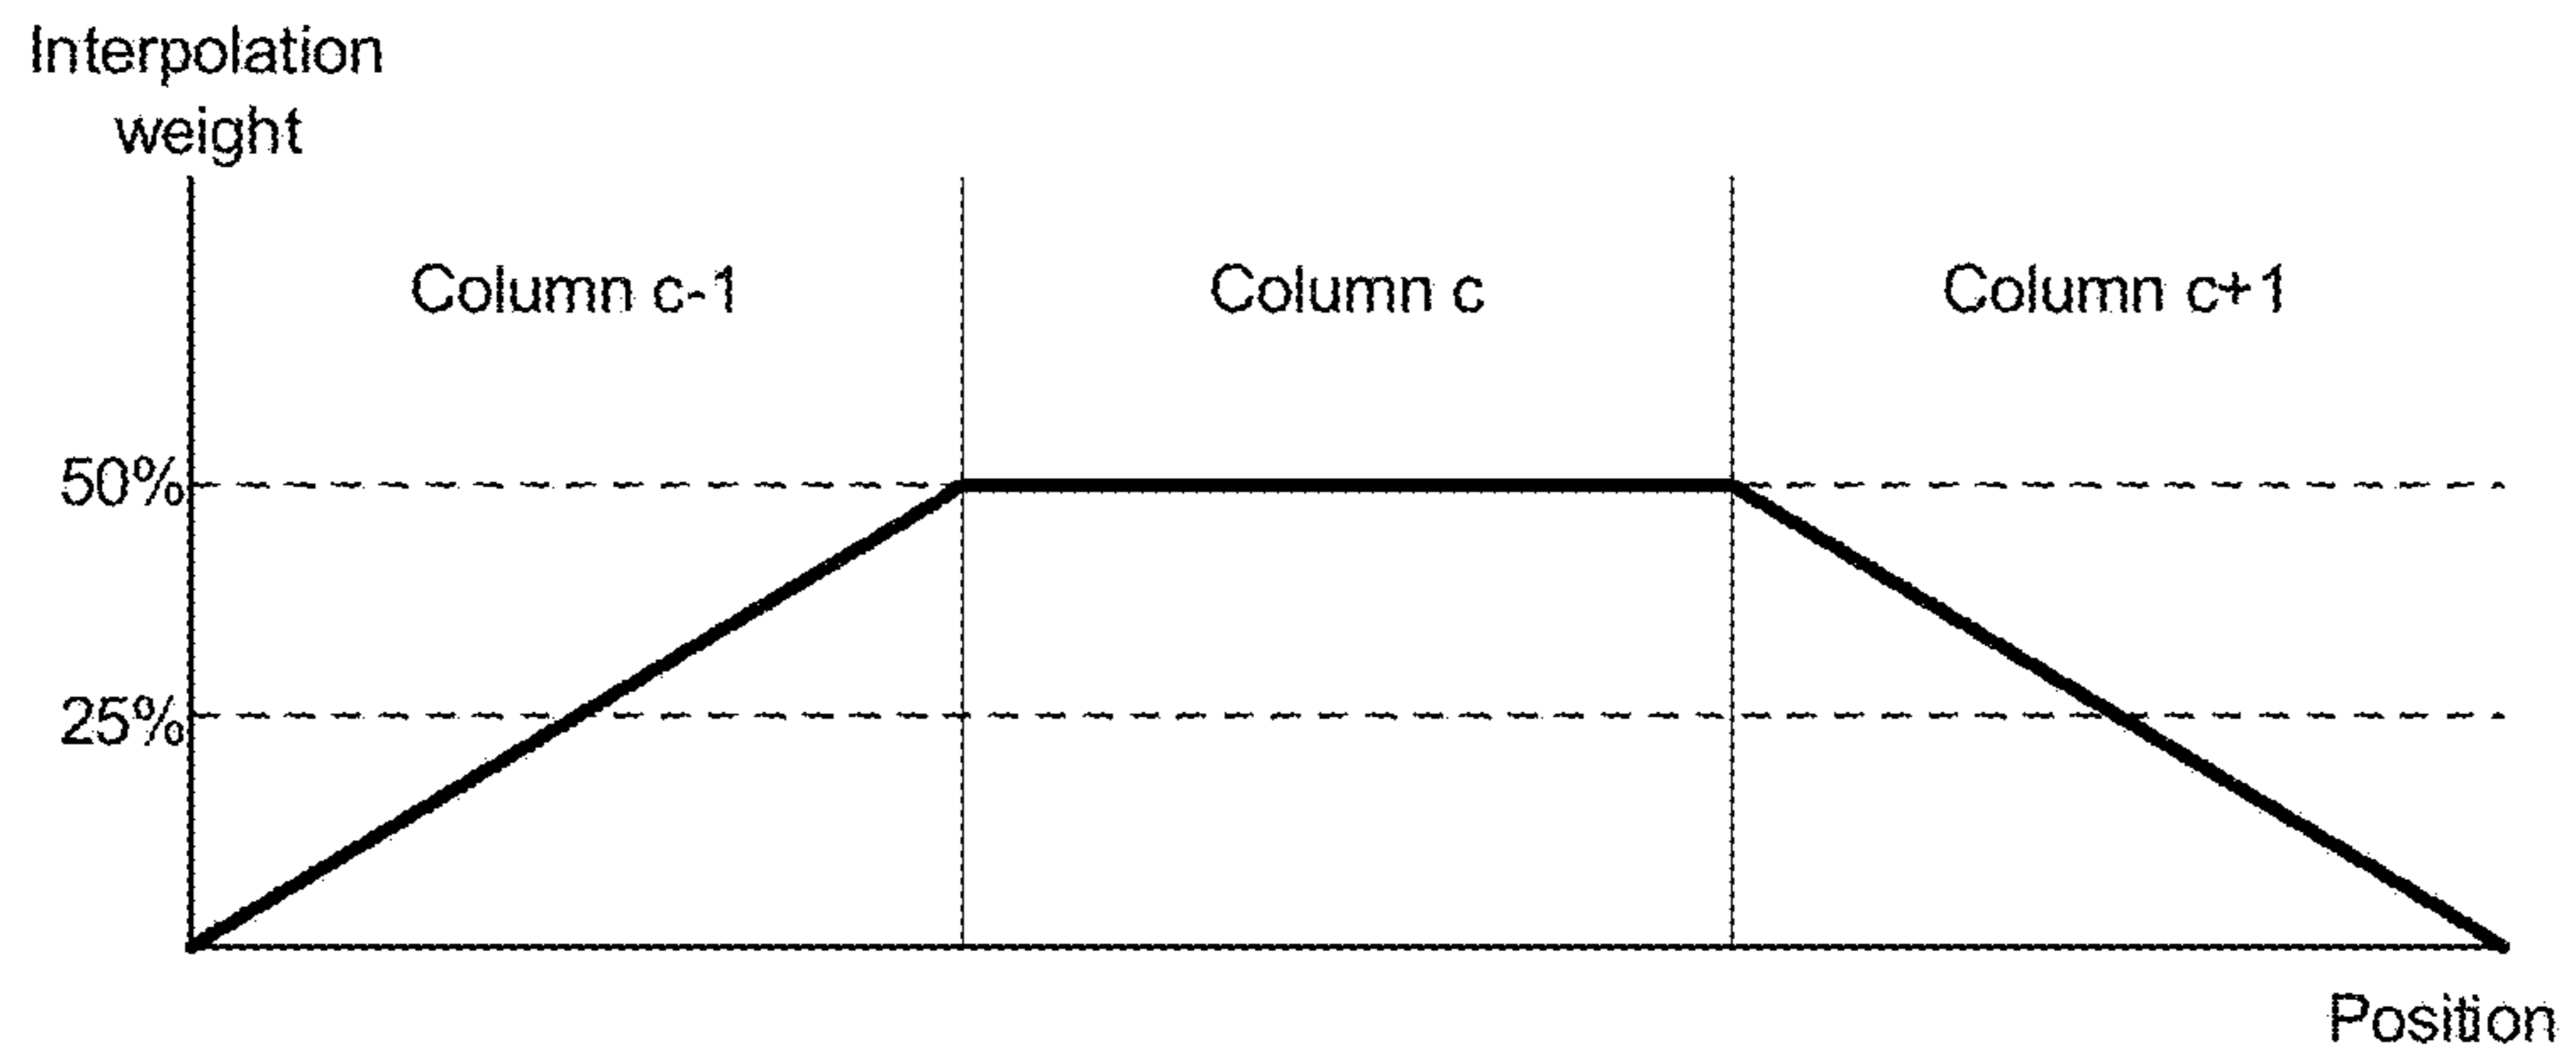 Interpolation
weight
Column c-1
Column c
Column c+1
50%
25%
Position